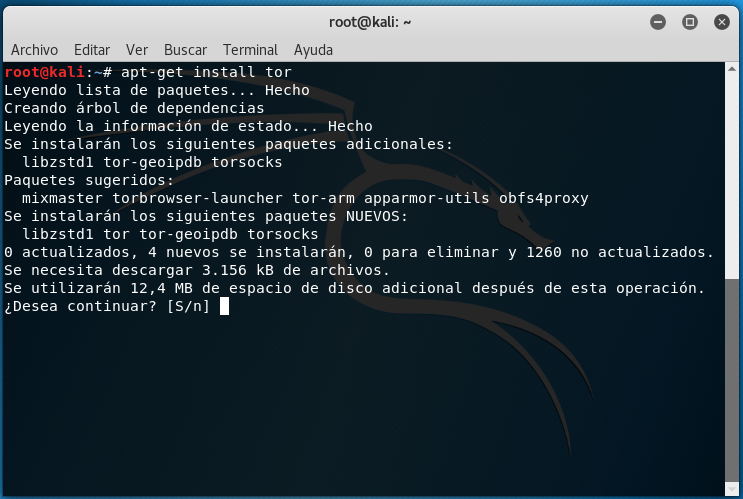 root@kali: ~
Archivo Editar Ver Buscar Terminal Ayuda
root@kali:~# apt-get install tor
Leyendo lista de paquetes... Hecho
Creando árbol de dependencias
Leyendo la información de estado... Hecho
Se instalarán los siguientes paquetes adicionales:
  libzstd1 tor-geoipdb torsocks
Paquetes sugeridos:
  mixmaster torbrowser-launcher tor-arm apparmor-utils obfs4proxy
Se instalarán los siguientes paquetes NUEVOS:
  libzstd1 tor tor-geoipdb torsocks
0 actualizados, 4 nuevos se instalarán, 0 para eliminar y 1260 no actualizados.
Se necesita descargar 3.156 kB de archivos.
Se utilizarán 12,4 MB de espacio de disco adicional después de esta operación.
¿Desea continuar? [S/n]